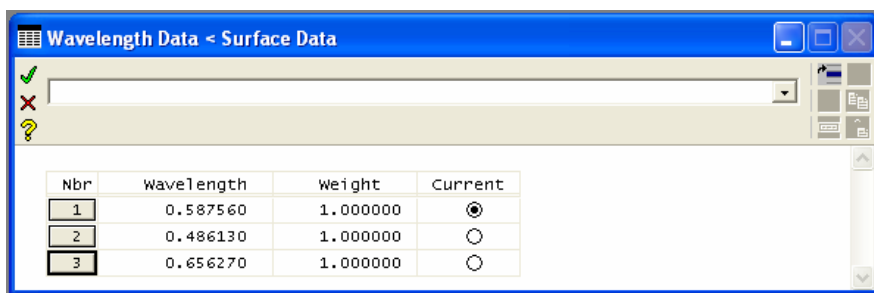 Wavelength Data < Surface Data
Nbr Wavelength Weight Current
1 0.587560 1.000000
2 0.486130 1.000000
3 0.656270 1.000000